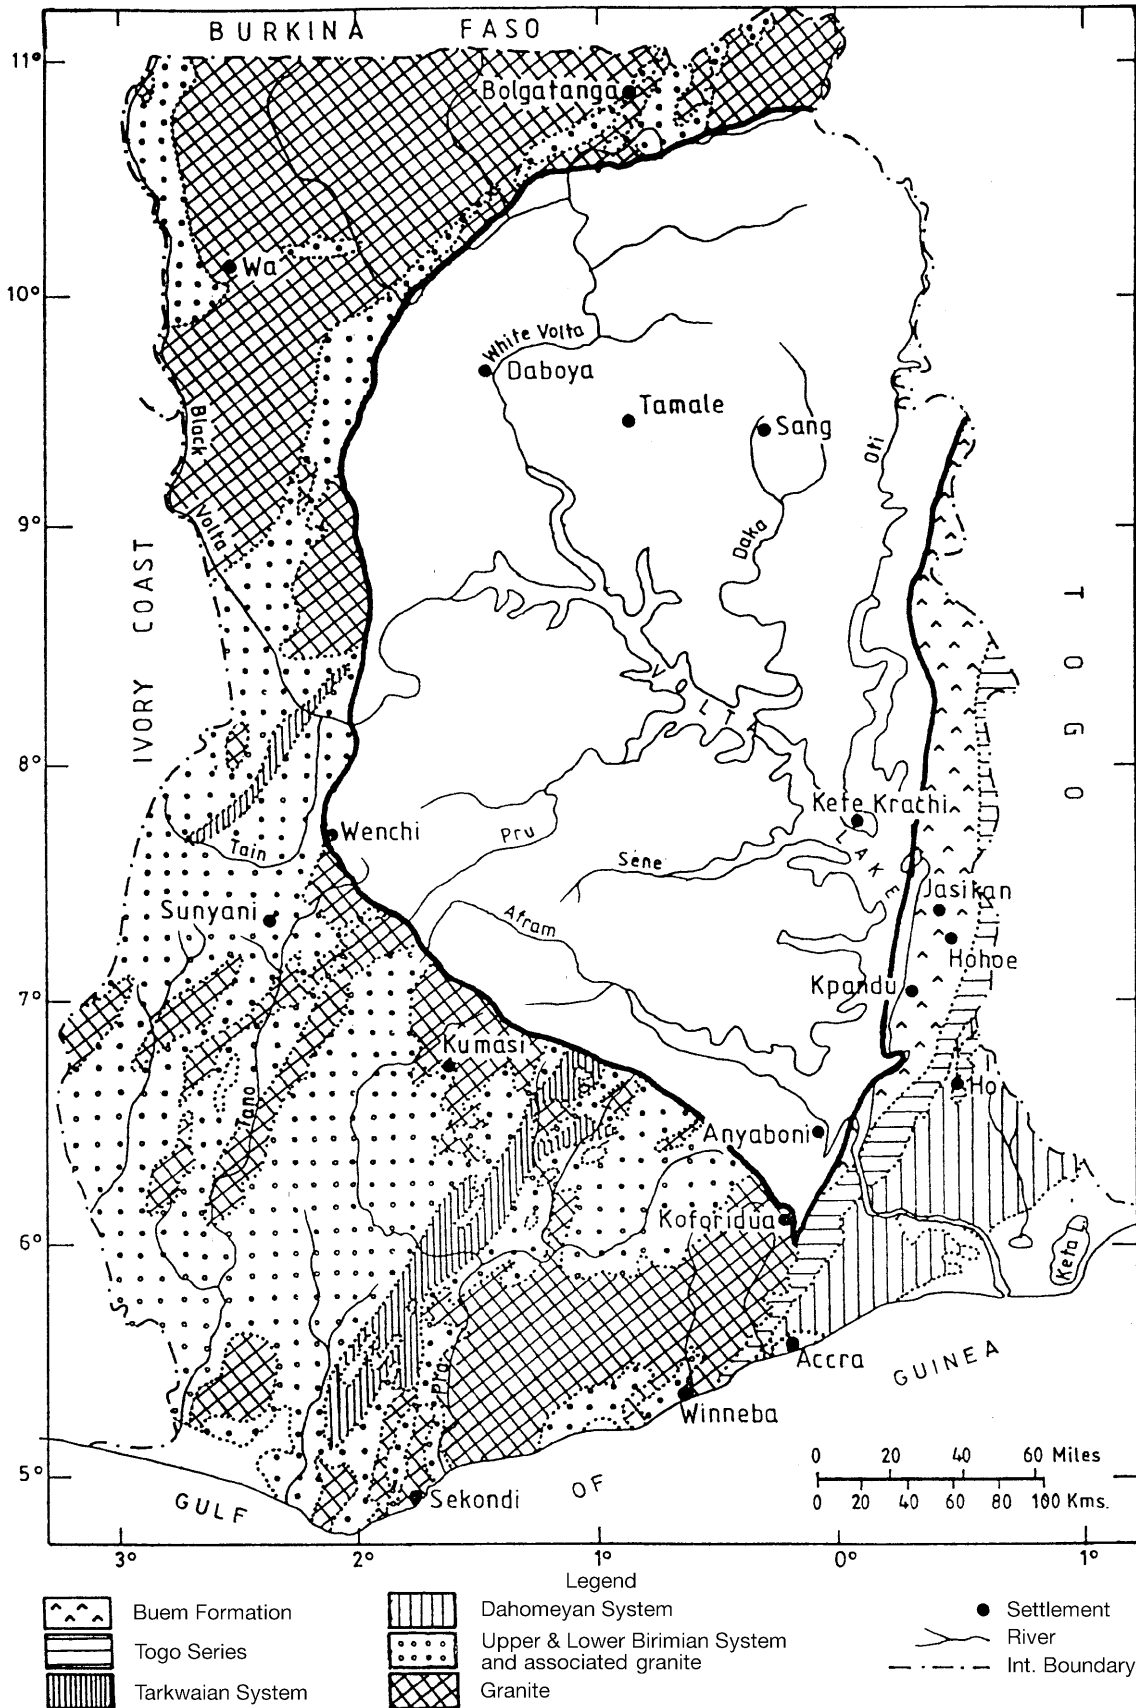 BURKINA FASO
11°
Bolgatanga
Wa
10°
White Volta
Daboya
Tamale
Sang
Black
Volta
Oti
9°
Daka
IVORY COAST
TOGO
VOLTA
LAKE
8°
Kete Krachi
Wenchi
Pru
Tain
Sene
Jasikan
Sunyani
Afram
Hohoe
Kpandu
7°
Kumasi
Tano
Ho
Anyaboni
Koforidua
6°
Keta
Accra
GUINEA
Pra
Winneba
5°
0 20 40 60 Miles
GULF
Sekondi
OF
0 20 40 60 80 100 Kms.
3° 2° 1° 0° 1°
Legend
Buem Formation
Togo Series
Tarkwaian System
Dahomeyan System
Upper & Lower Birimian System
and associated granite
Granite
Settlement
River
Int. Boundary